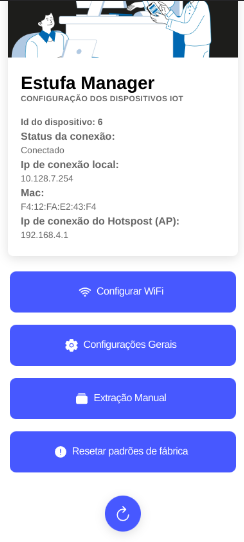 Estufa Manager
CONFIGURAÇÃO DOS DISPOSITIVOS IOT
Id do dispositivo: 6
Status da conexão:
Conectado
Ip de conexão local:
10.128.7.254
Mac:
F4:12:FA:E2:43:F4
Ip de conexão do Hotspost (AP):
192.168.4.1
Configurar WiFi
Configurações Gerais
Extração Manual
Resetar padrões de fábrica